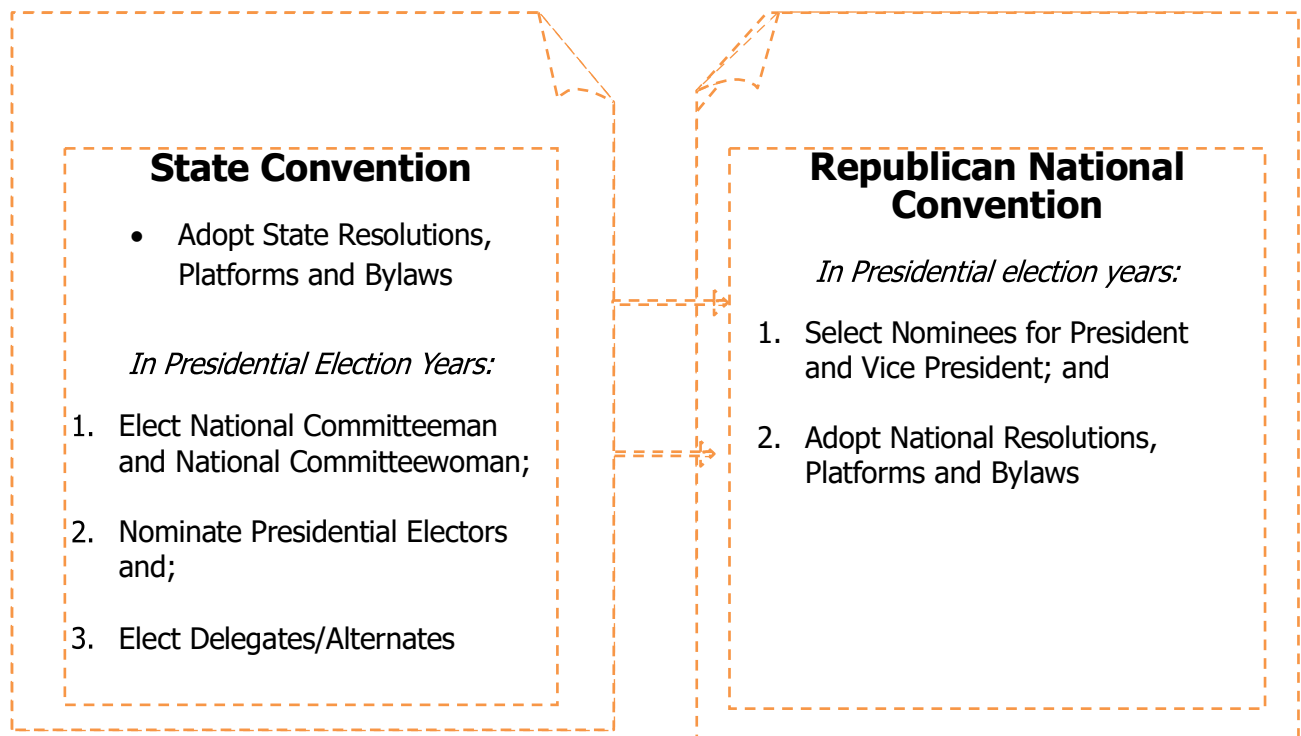 State Convention
• Adopt State Resolutions,
Platforms and Bylaws
In Presidential Election Years:
1. Elect National Committeeman
and National Committeewoman;
2. Nominate Presidential Electors
and;
3. Elect Delegates/Alternates
Republican National
Convention
In Presidential election years:
1. Select Nominees for President
and Vice President; and
2. Adopt National Resolutions,
Platforms and Bylaws